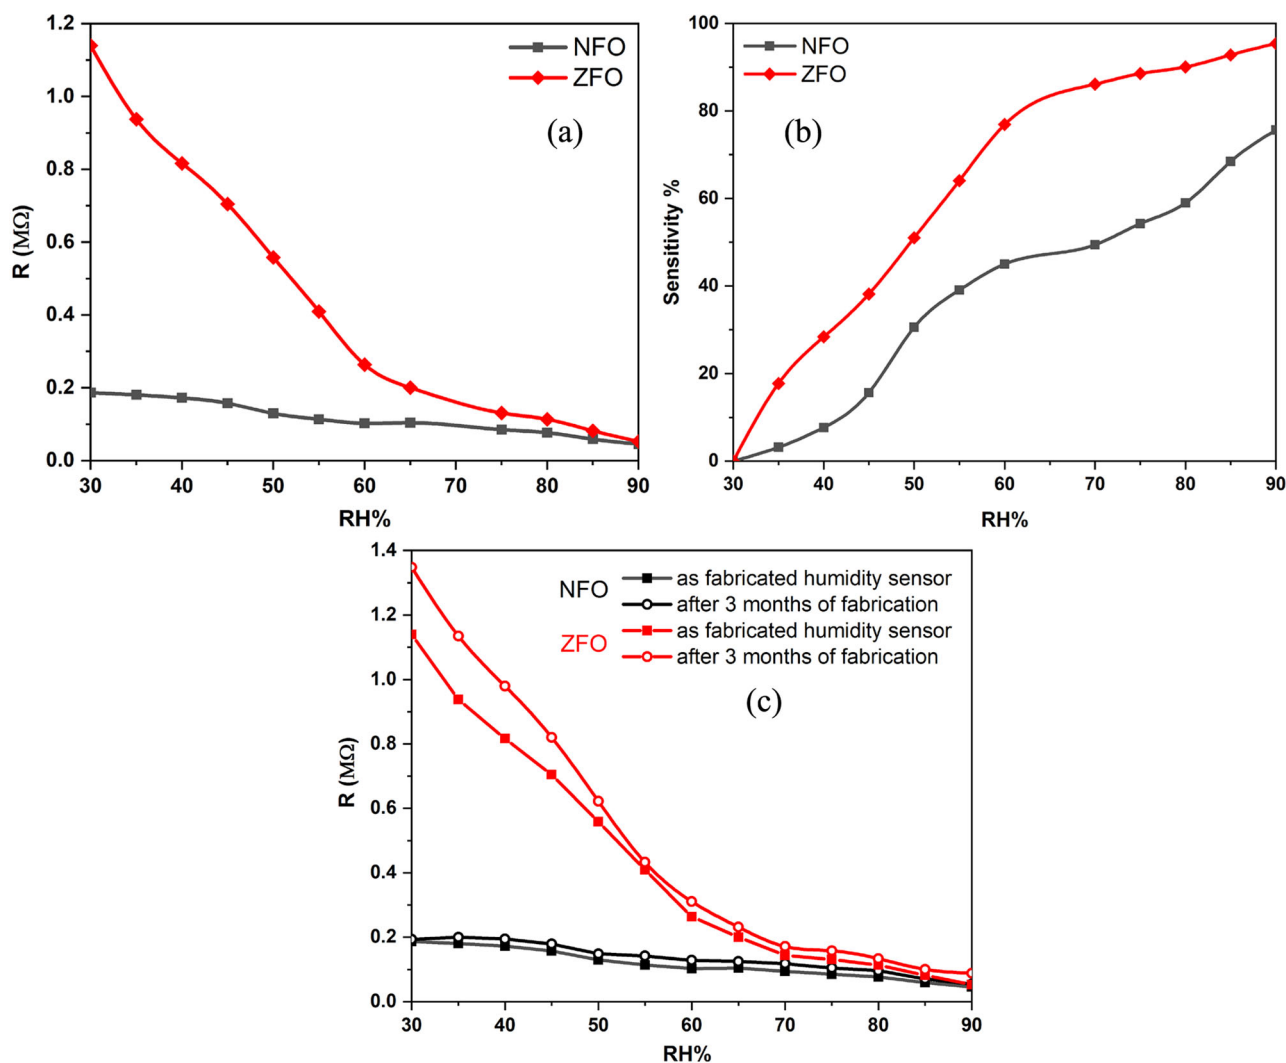 1.2
1.0
0.8
0.6
0.4
0.2
0.0
R (MΩ)
NFO
ZFO
(a)
30 40 50 60 70 80 90
RH%
100
80
60
40
20
0
Sensitivity %
NFO
ZFO
(b)
30 40 50 60 70 80 90
RH%
1.4
1.2
1.0
0.8
0.6
0.4
0.2
0.0
R (MΩ)
NFO
as fabricated humidity sensor
after 3 months of fabrication
ZFO
as fabricated humidity sensor
after 3 months of fabrication
(c)
30 40 50 60 70 80 90
RH%